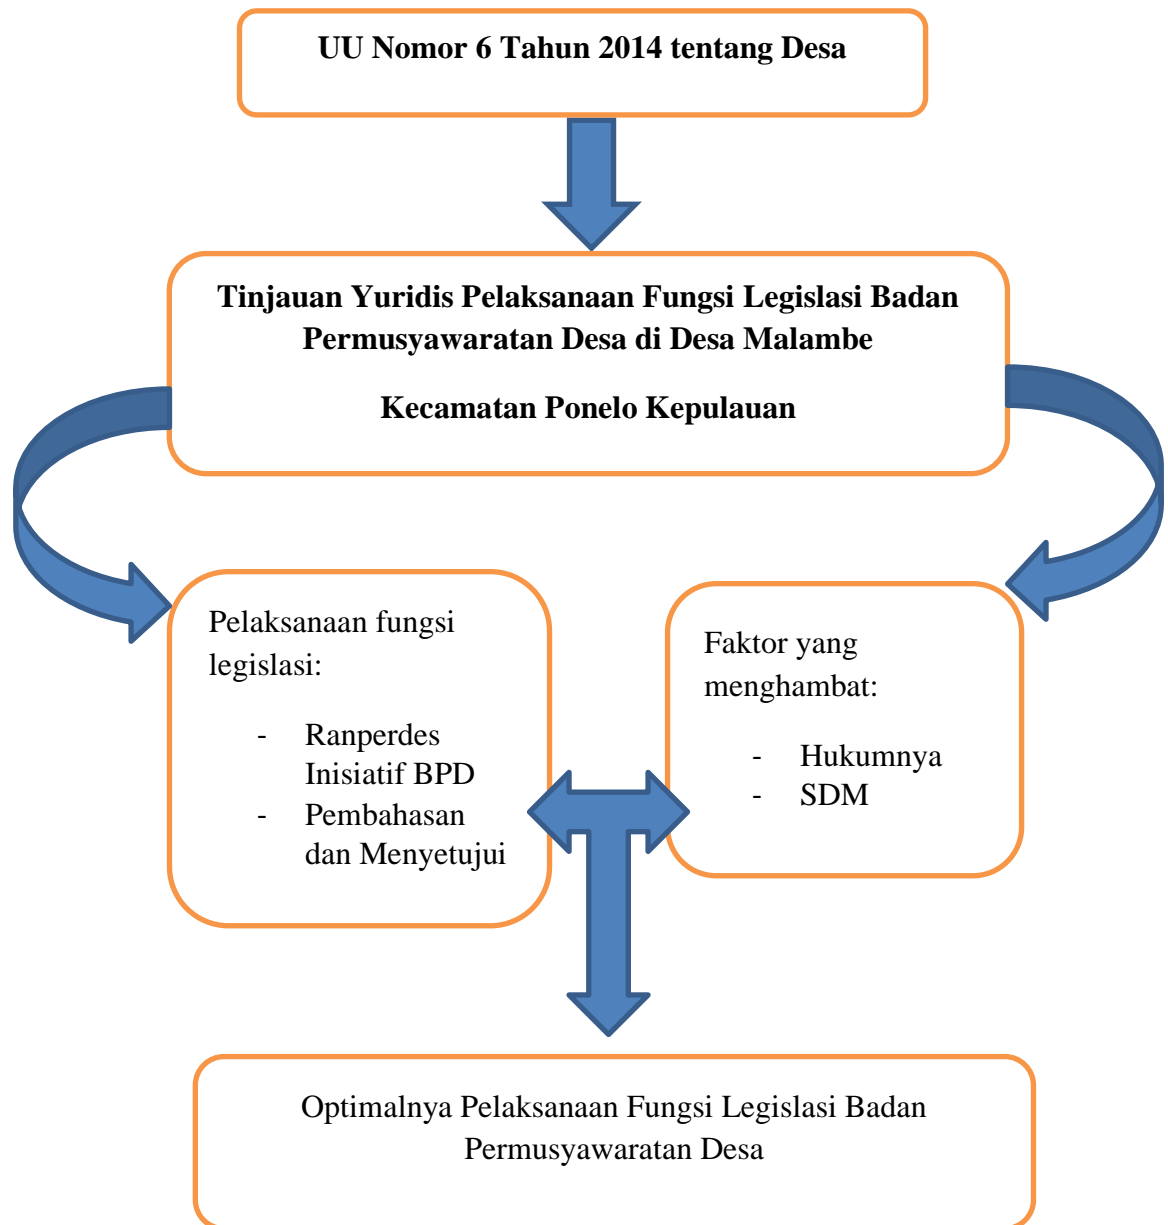 UU Nomor 6 Tahun 2014 tentang Desa
Tinjauan Yuridis Pelaksanaan Fungsi Legislasi Badan
Permusyawaratan Desa di Desa Malambe
Kecamatan Ponelo Kepulauan
Pelaksanaan fungsi
legislasi:
- Ranperdes
Inisiatif BPD
- Pembahasan
dan Menyetujui
Faktor yang
menghambat:
- Hukumnya
- SDM
Optimalnya Pelaksanaan Fungsi Legislasi Badan
Permusyawaratan Desa